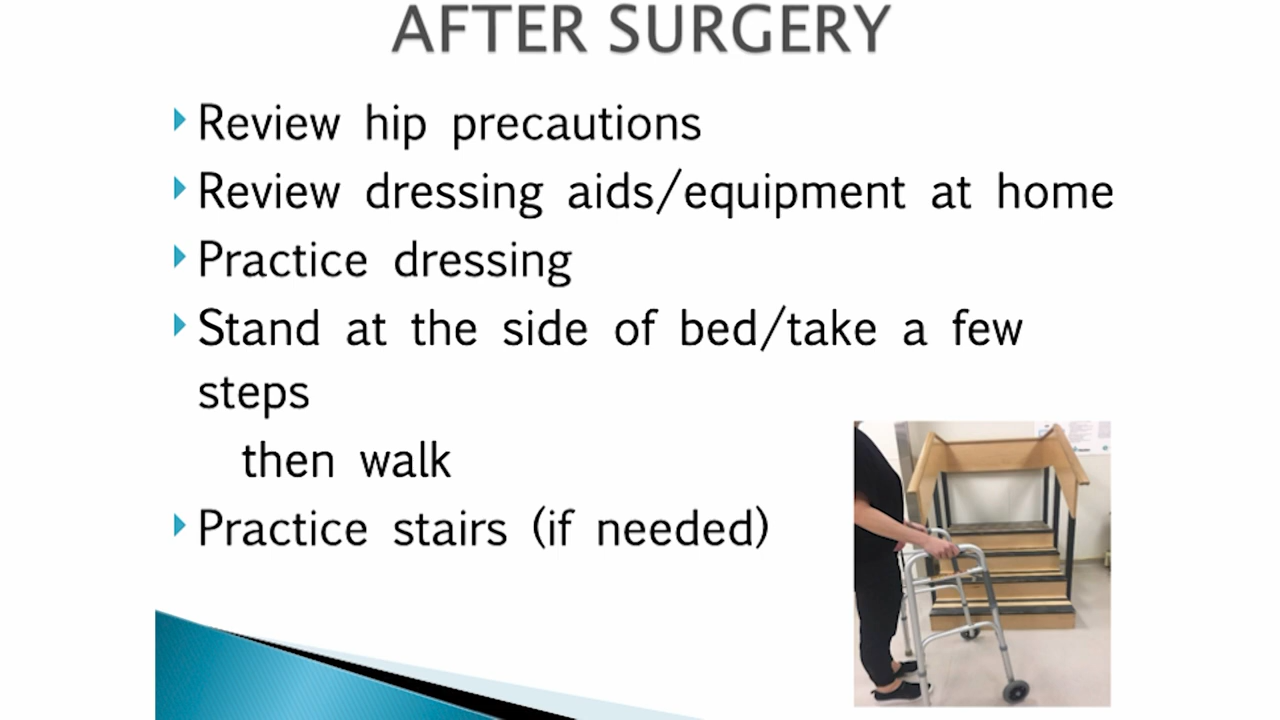 AFTER SURGERY
Review hip precautions
Review dressing aids/equipment at home
Practice dressing
Stand at the side of bed/take a few
steps
then walk
Practice stairs (if needed)